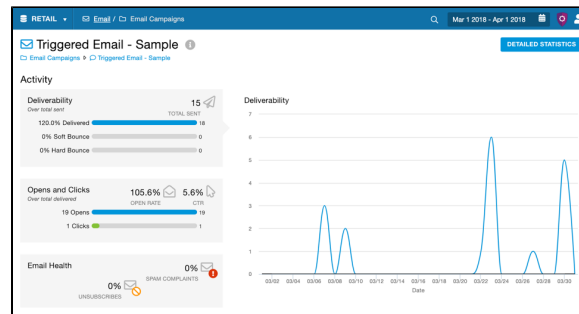 RETAIL Email / Email Campaigns Mar 1 2018 - Apr 1 2018
Triggered Email - Sample
DETAILED STATISTICS
Email Campaigns Triggered Email - Sample
Activity
Deliverability
Over total sent
15
TOTAL SENT
120.0% Delivered 18
0% Soft Bounce 0
0% Hard Bounce 0
Opens and Clicks
Over total delivered
105.6% 5.6%
OPEN RATE CTR
19 Opens 19
1 Clicks 1
Email Health
0%
SPAM COMPLAINTS
0%
UNSUBSCRIBES
Deliverability
7
6
5
4
3
2
1
0
03/02 03/04 03/06 03/08 03/10 03/12 03/14 03/16 03/18 03/20 03/22 03/24 03/26 03/28 03/30
Date